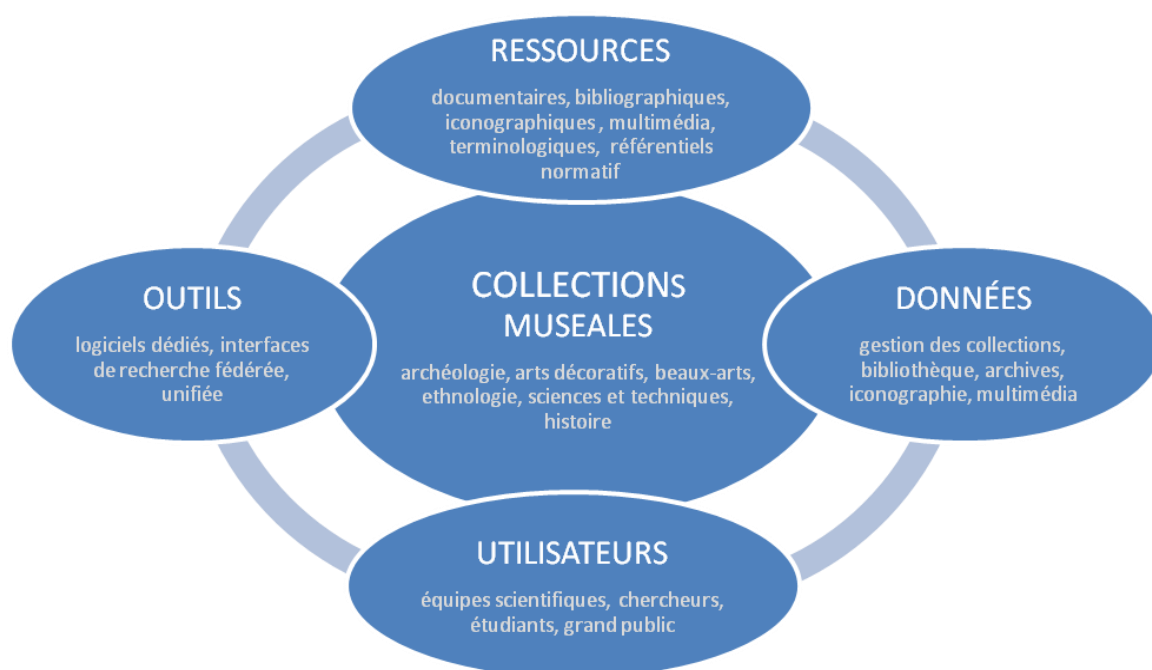 RESSOURCES
documentaires, bibliographiques,
iconographiques , multimédia,
terminologiques, référentiels
normatif
OUTILS
logiciels dédiés, interfaces
de recherche fédérée,
unifiée
COLLECTIONs
MUSEALES
archéologie, arts décoratifs, beaux-arts,
ethnologie, sciences et techniques,
histoire
DONNÉES
gestion des collections,
bibliothèque, archives,
iconographie, multimédia
UTILISATEURS
équipes scientifiques, chercheurs,
étudiants, grand public